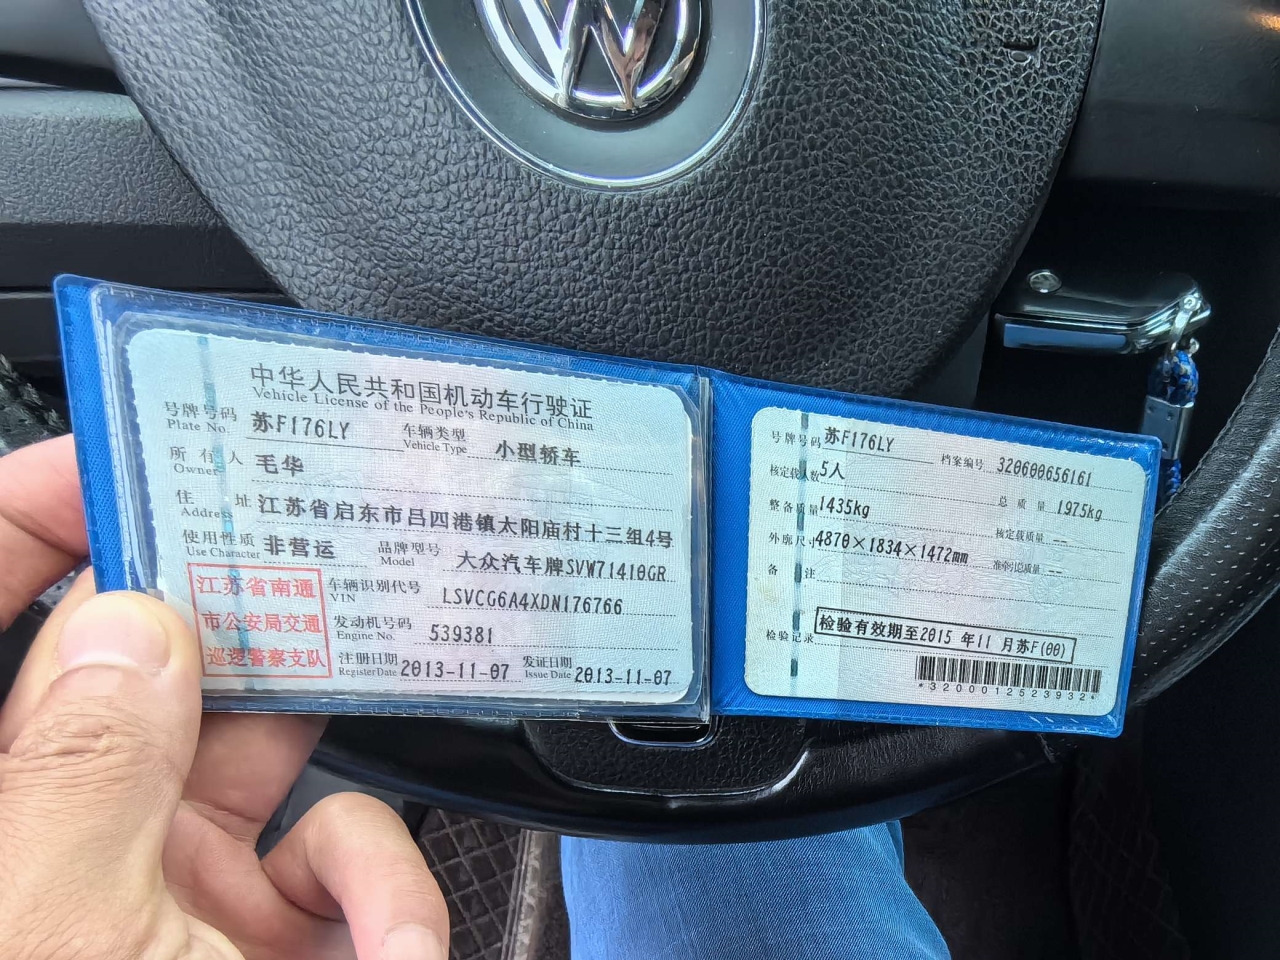 中华人民共和国机动车行驶证
Vehicle License of the People's Republic of China
号牌号码 Plate No. 苏F176LY 车辆类型 Vehicle Type 小型轿车
所有人 Owner 毛华
住址 Address 江苏省启东市吕四港镇太阳庙村十三组4号
使用性质 Use Character 非营运 品牌型号 Model 大众汽车牌SVW71410GR
江苏省南通
市公安局交通
巡逻警察支队
车辆识别代号 VIN LSVCG6A4XDN176766
发动机号码 Engine No. 539381
注册日期 Register Date 2013-11-07 发证日期 Issue Date 2013-11-07
号牌号码 苏F176LY 档案编号 320600656161
核定载人数 5人 总质量 1975kg
整备质量 1435kg 核定载质量 --
外廓尺寸 4870×1834×1472mm 准牵引总质量 --
备注
检验记录 检验有效期至2015年11月苏F(00)
*3200012523932*